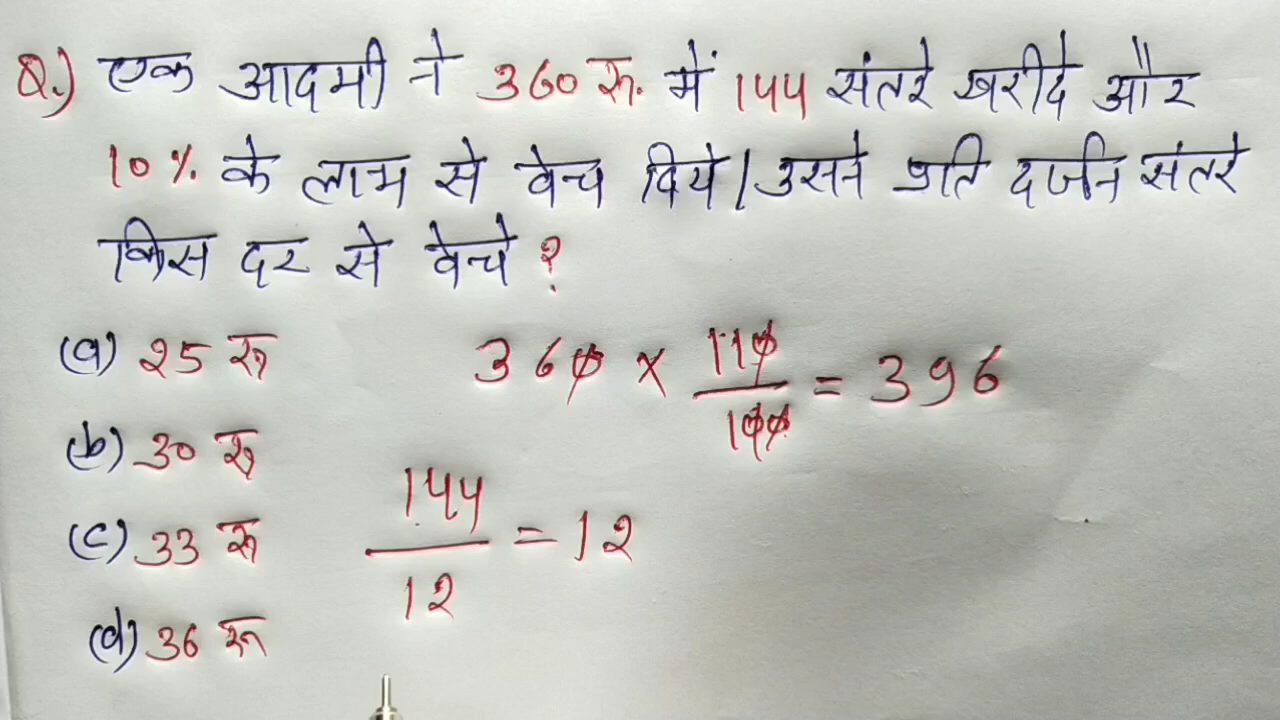 Q.) एक आदमी ने 360 रु. में 144 संतरे खरीदे और
10% के लाभ से बेच दिये। उसने प्रति दर्जन संतरे
किस दर से बेचे ?
(a) 25 रु
(b) 30 रु
(c) 33 रु
(d) 36 रु
360 × 110/100 = 396
144/12 = 12